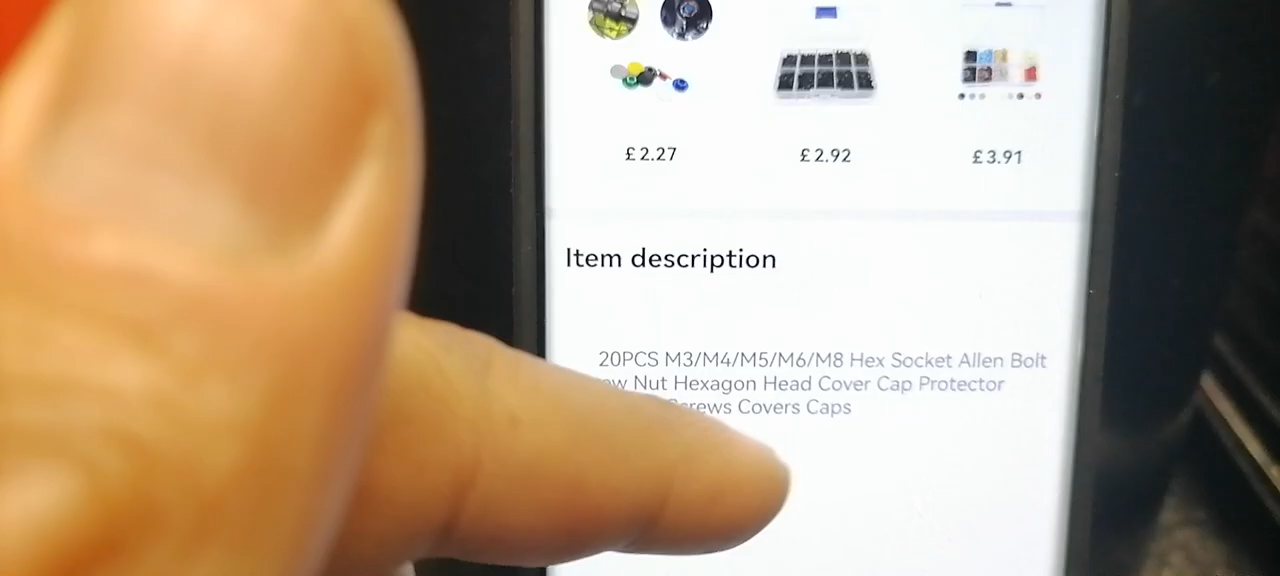 £2.27 £2.92 £3.91
Item description
20PCS M3/M4/M5/M6/M8 Hex Socket Allen Bolt
ew Nut Hexagon Head Cover Cap Protector
Screws Covers Caps